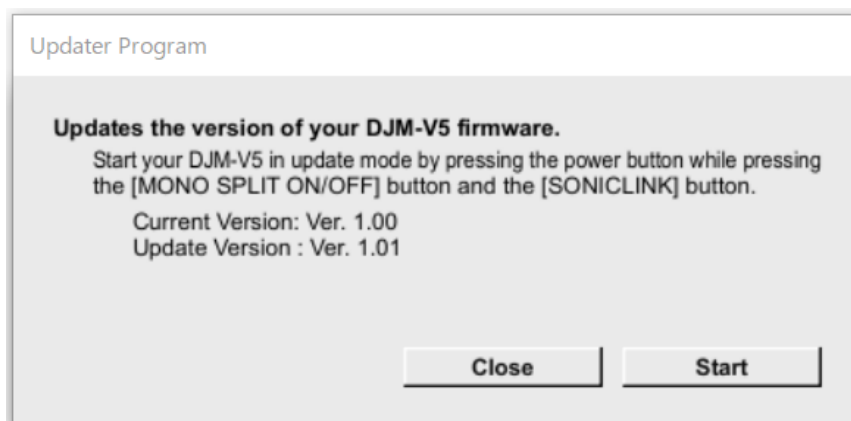 Updater Program
Updates the version of your DJM-V5 firmware.
Start your DJM-V5 in update mode by pressing the power button while pressing
the [MONO SPLIT ON/OFF] button and the [SONICLINK] button.
Current Version: Ver. 1.00
Update Version : Ver. 1.01
Close Start